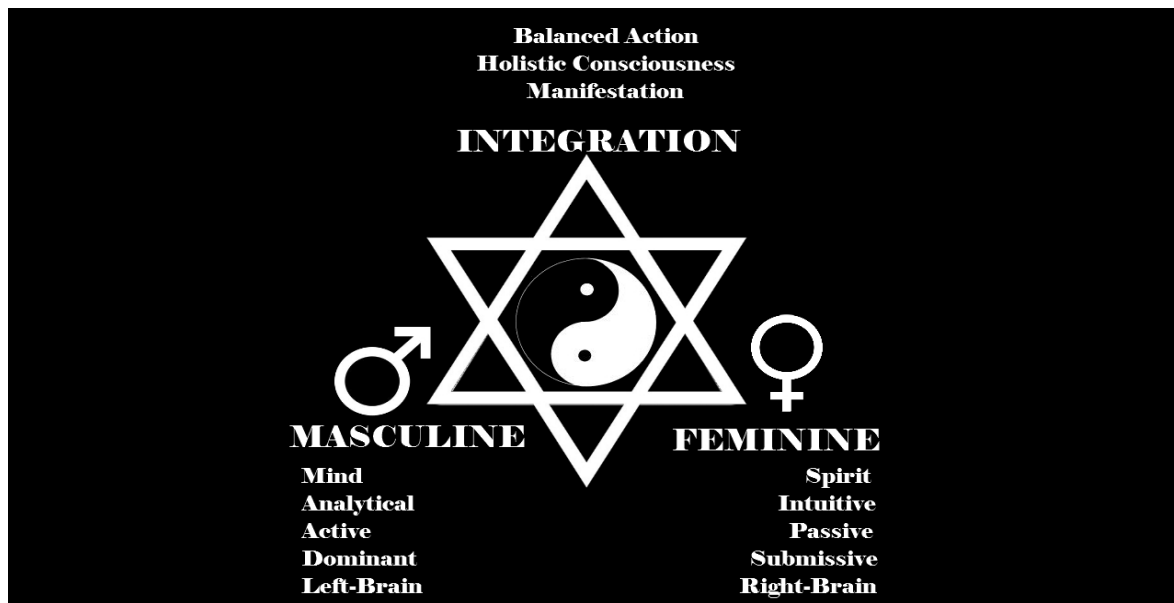 Balanced Action
Holistic Consciousness
Manifestation
INTEGRATION
MASCULINE
Mind
Analytical
Active
Dominant
Left-Brain
FEMININE
Spirit
Intuitive
Passive
Submissive
Right-Brain